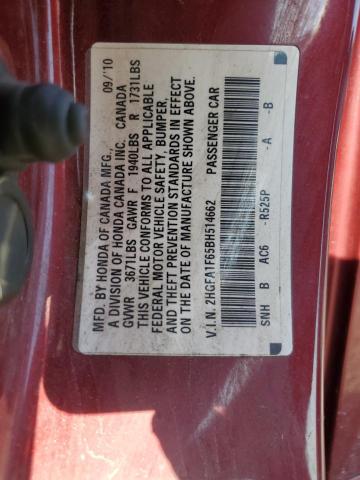 MFD. BY HONDA OF CANADA MFG., 09/'10
A DIVISION OF HONDA CANADA INC. CANADA
GVWR 3671LBS GAWR F 1940LBS R 1731LBS
THIS VEHICLE CONFORMS TO ALL APPLICABLE
FEDERAL MOTOR VEHICLE SAFETY, BUMPER,
AND THEFT PREVENTION STANDARDS IN EFFECT
ON THE DATE OF MANUFACTURE SHOWN ABOVE.
V.I.N. 2HGFA1F65BH514662 PASSENGER CAR
SNH B AC6 -R525P -A -B